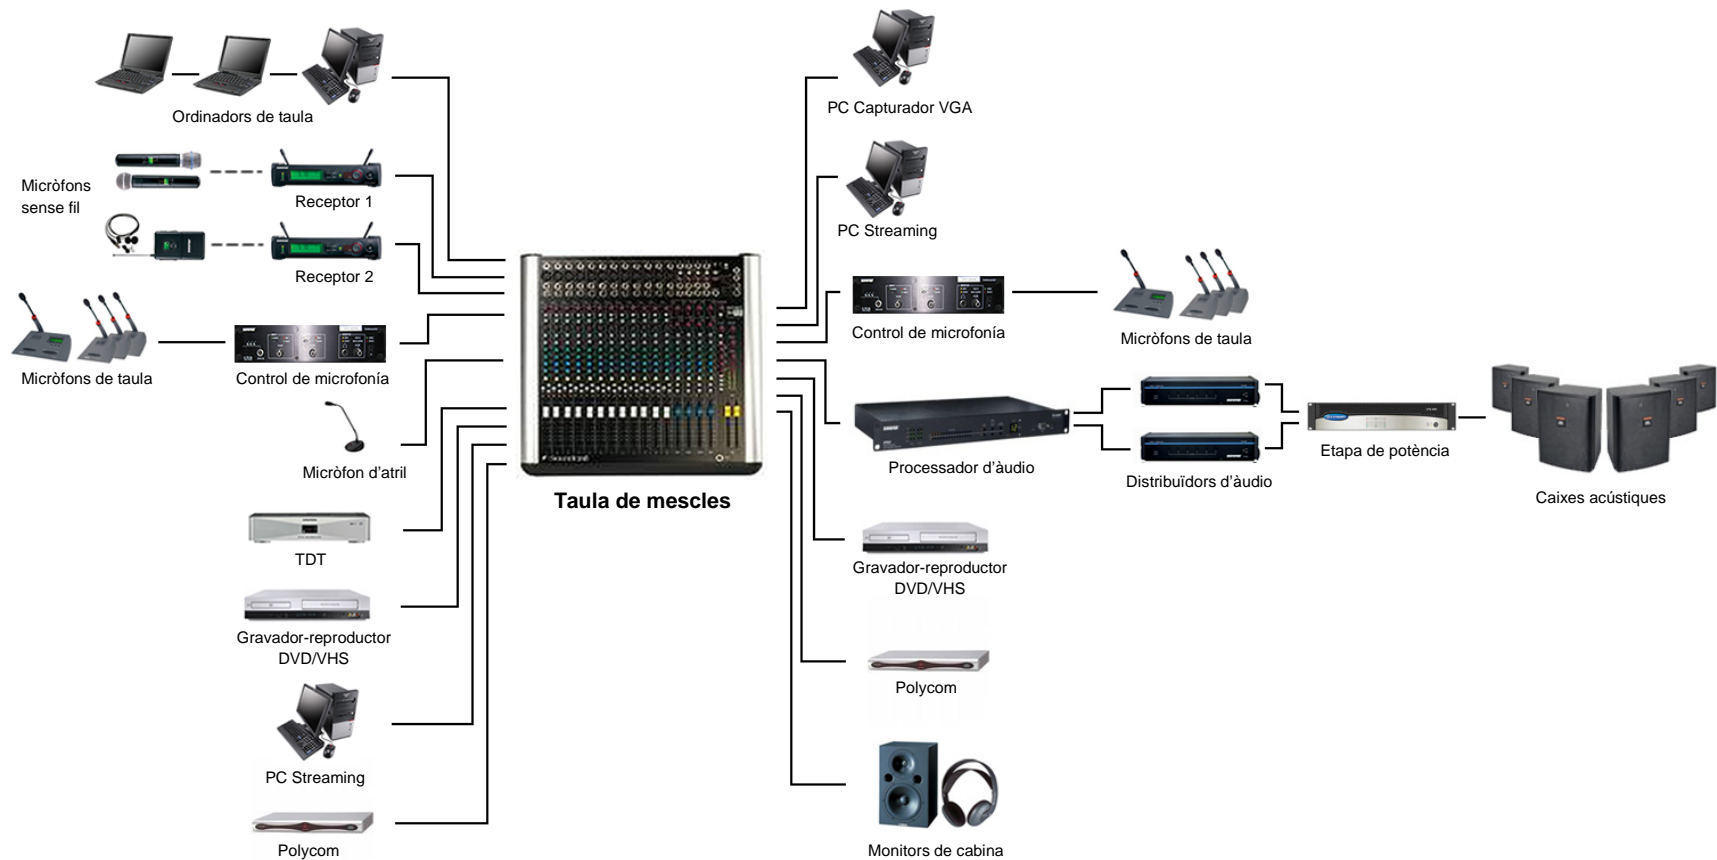 Ordinadors de taula
Micròfons
sense fil
Receptor 1
Receptor 2
Micròfons de taula
Control de microfonía
Micròfon d'atril
TDT
Gravador-reproductor
DVD/VHS
PC Streaming
Polycom
Taula de mescles
PC Capturador VGA
PC Streaming
Control de microfonía
Micròfons de taula
Processador d'àudio
Distribuïdors d'àudio
Etapa de potència
Caixes acústiques
Gravador-reproductor
DVD/VHS
Polycom
Monitors de cabina